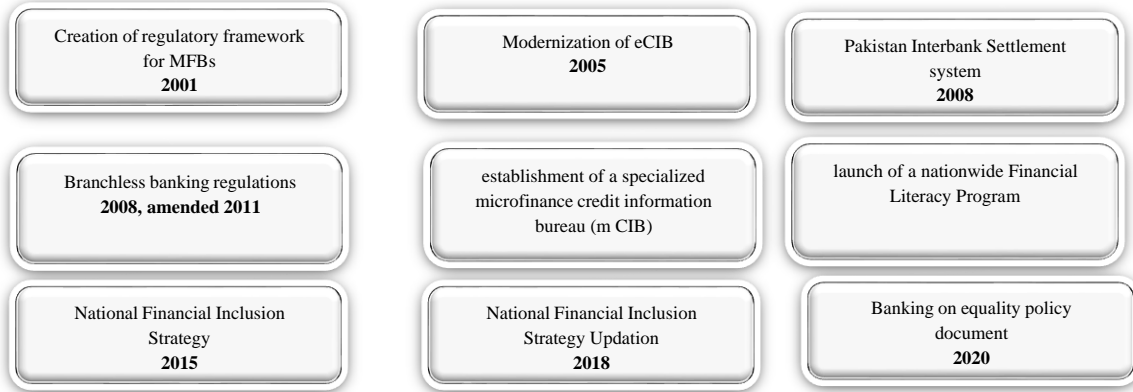 Creation of regulatory framework
for MFBs
2001
Modernization of eCIB
2005
Pakistan Interbank Settlement
system
2008
Branchless banking regulations
2008, amended 2011
establishment of a specialized
microfinance credit information
bureau (m CIB)
launch of a nationwide Financial
Literacy Program
National Financial Inclusion
Strategy
2015
National Financial Inclusion
Strategy Updation
2018
Banking on equality policy
document
2020